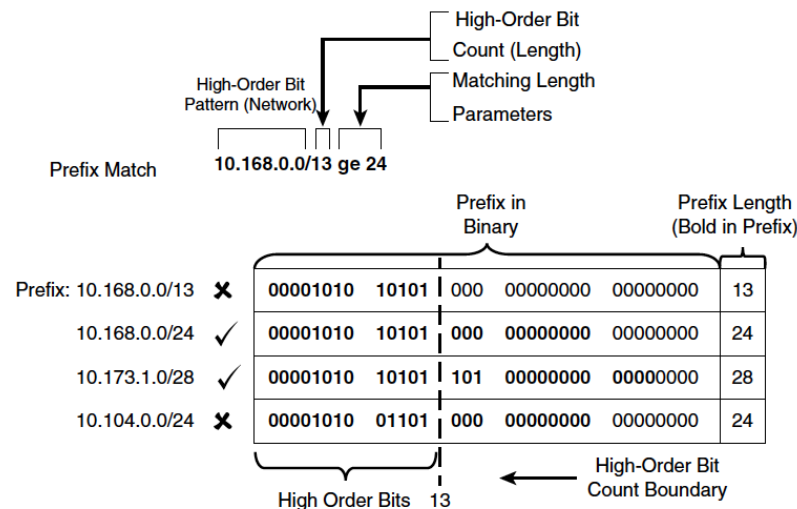 High-Order Bit
Count (Length)
High-Order Bit
Pattern (Network)
Matching Length
Parameters
Prefix Match 10.168.0.0/13 ge 24
Prefix in
Binary
Prefix Length
(Bold in Prefix)
Prefix: 10.168.0.0/13 ✗ 00001010 10101 000 00000000 00000000 13
10.168.0.0/24 ✓ 00001010 10101 000 00000000 00000000 24
10.173.1.0/28 ✓ 00001010 10101 101 00000000 00000000 28
10.104.0.0/24 ✗ 00001010 01101 000 00000000 00000000 24
High Order Bits 13
High-Order Bit
Count Boundary